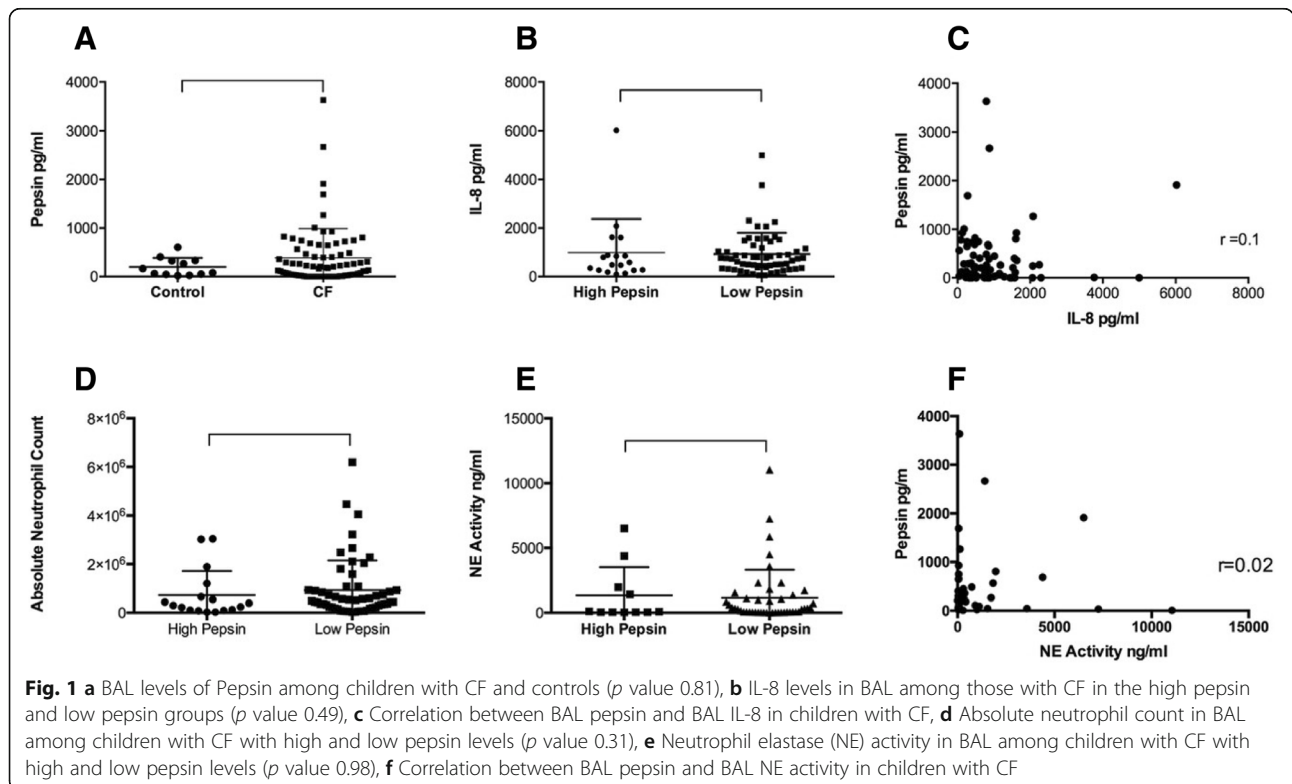 A
Pepsin pg/ml
4000
3000
2000
1000
0
Control
CF
B
IL-8 pg/ml
8000
6000
4000
2000
0
High Pepsin
Low Pepsin
C
Pepsin pg/ml
4000
3000
2000
1000
0
0
2000
4000
6000
8000
IL-8 pg/ml
r =0.1
D
Absolute Neutrophil Count
8×10⁶
6×10⁶
4×10⁶
2×10⁶
0
High Pepsin
Low Pepsin
E
NE Activity ng/ml
15000
10000
5000
0
High Pepsin
Low Pepsin
F
Pepsin pg/m
4000
3000
2000
1000
0
0
5000
10000
15000
NE Activity ng/ml
r=0.02
Fig. 1 a BAL levels of Pepsin among children with CF and controls (p value 0.81), b IL-8 levels in BAL among those with CF in the high pepsin
and low pepsin groups (p value 0.49), c Correlation between BAL pepsin and BAL IL-8 in children with CF, d Absolute neutrophil count in BAL
among children with CF with high and low pepsin levels (p value 0.31), e Neutrophil elastase (NE) activity in BAL among children with CF with
high and low pepsin levels (p value 0.98), f Correlation between BAL pepsin and BAL NE activity in children with CF